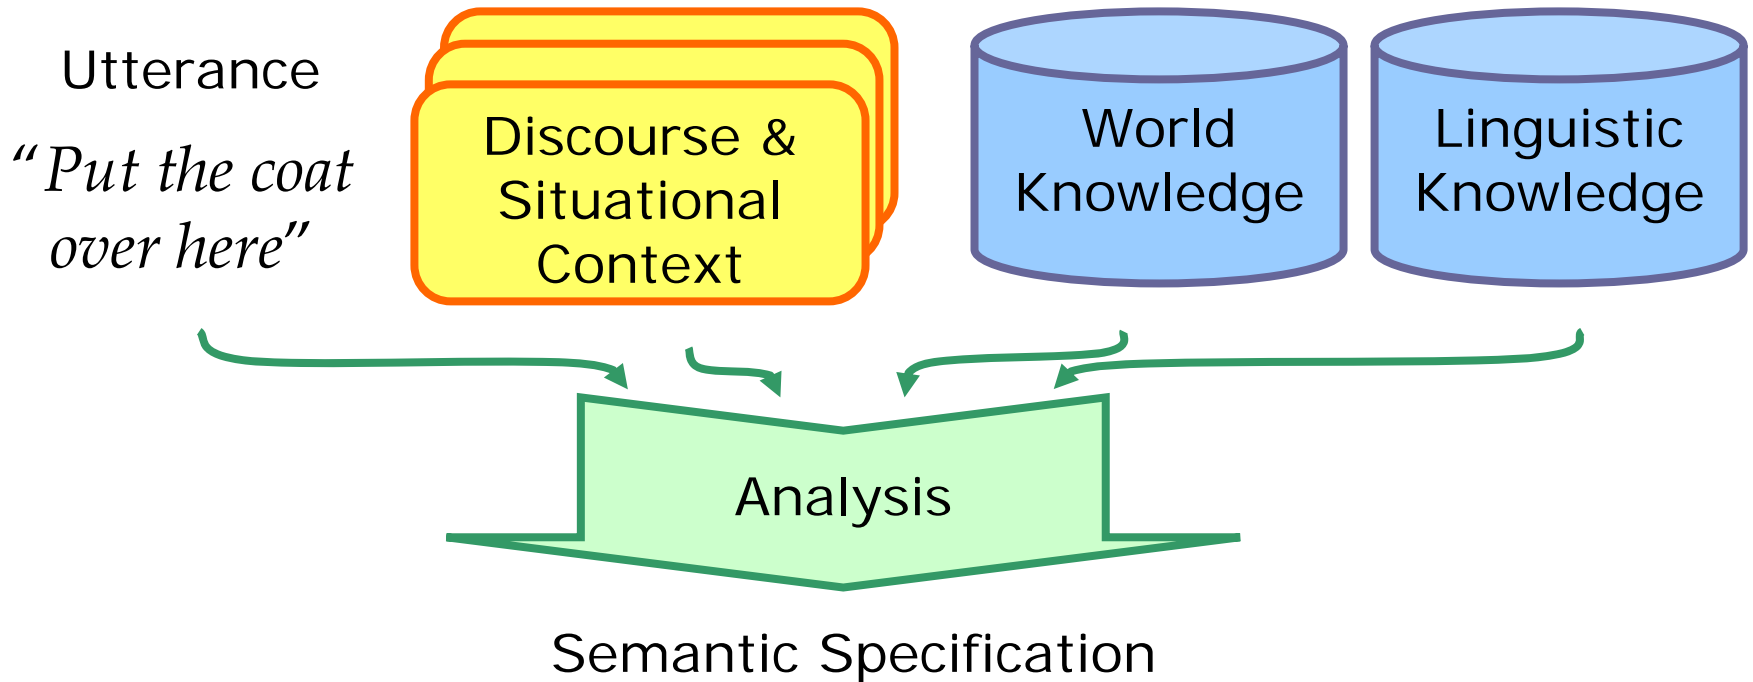 Utterance
“Put the coat
over here”
Discourse &
Situational
Context
World
Knowledge
Linguistic
Knowledge
Analysis
Semantic Specification